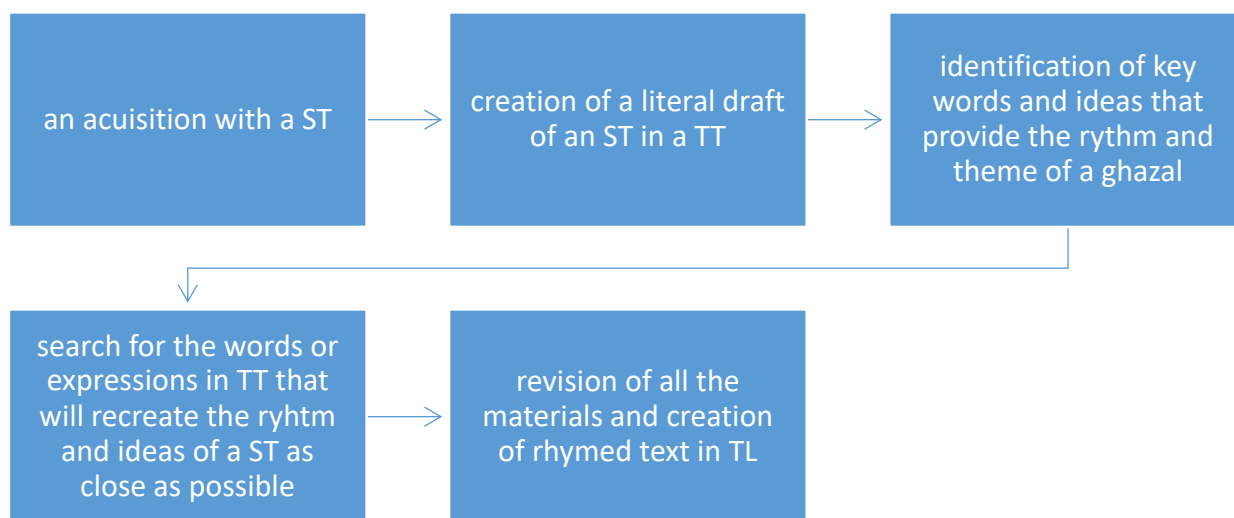 an acuisition with a ST
creation of a literal draft
of an ST in a TT
identification of key
words and ideas that
provide the rythm and
theme of a ghazal
search for the words or
expressions in TT that
will recreate the ryhtm
and ideas of a ST as
close as possible
revision of all the
materials and creation
of rhymed text in TL